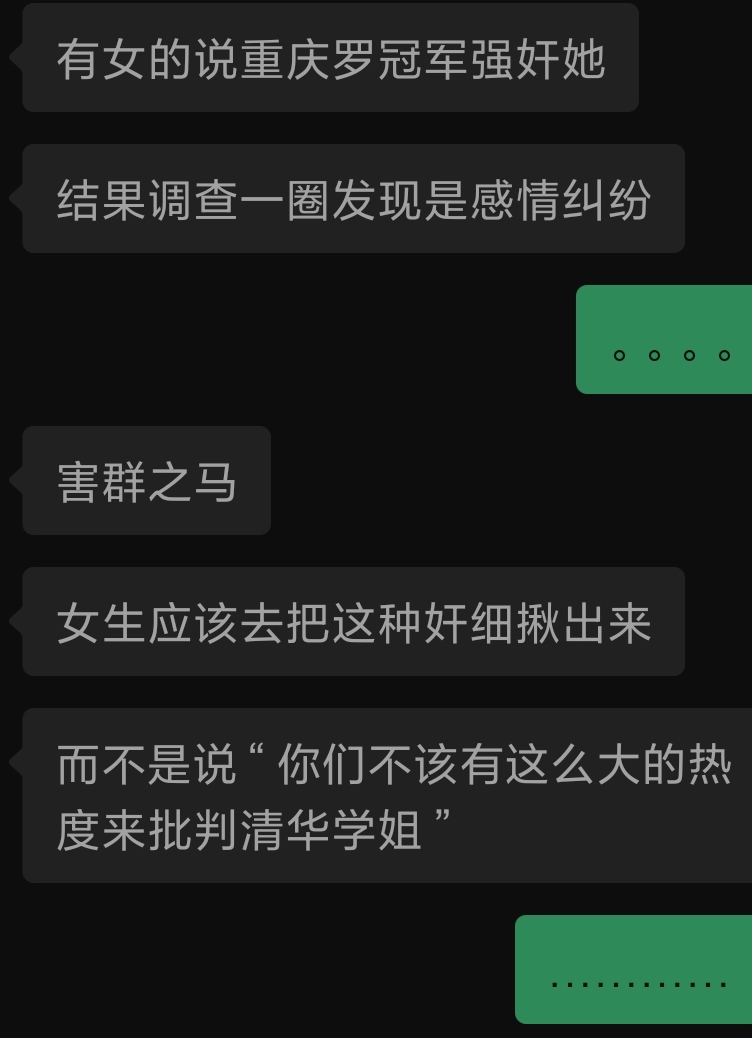 有女的说重庆罗冠军强奸她
结果调查一圈发现是感情纠纷
。。。。
害群之马
女生应该去把这种奸细揪出来
而不是说“你们不该有这么大的热
度来批判清华学姐”
............